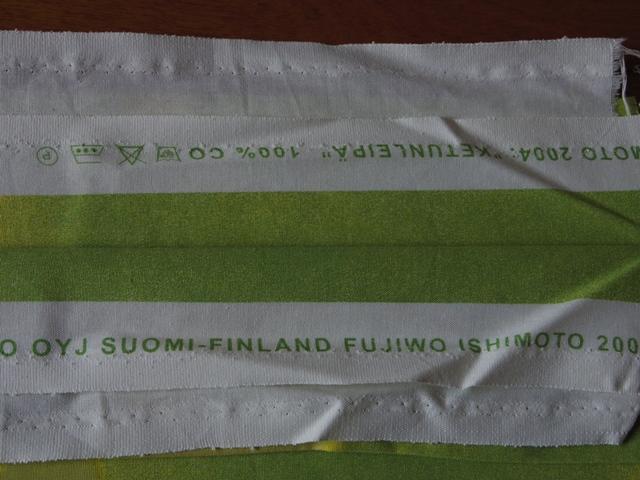 MOTO 2004: "KETUNLEIPÄ" 100% CO P
O OYJ SUOMI-FINLAND FUJIWO ISHIMOTO 200